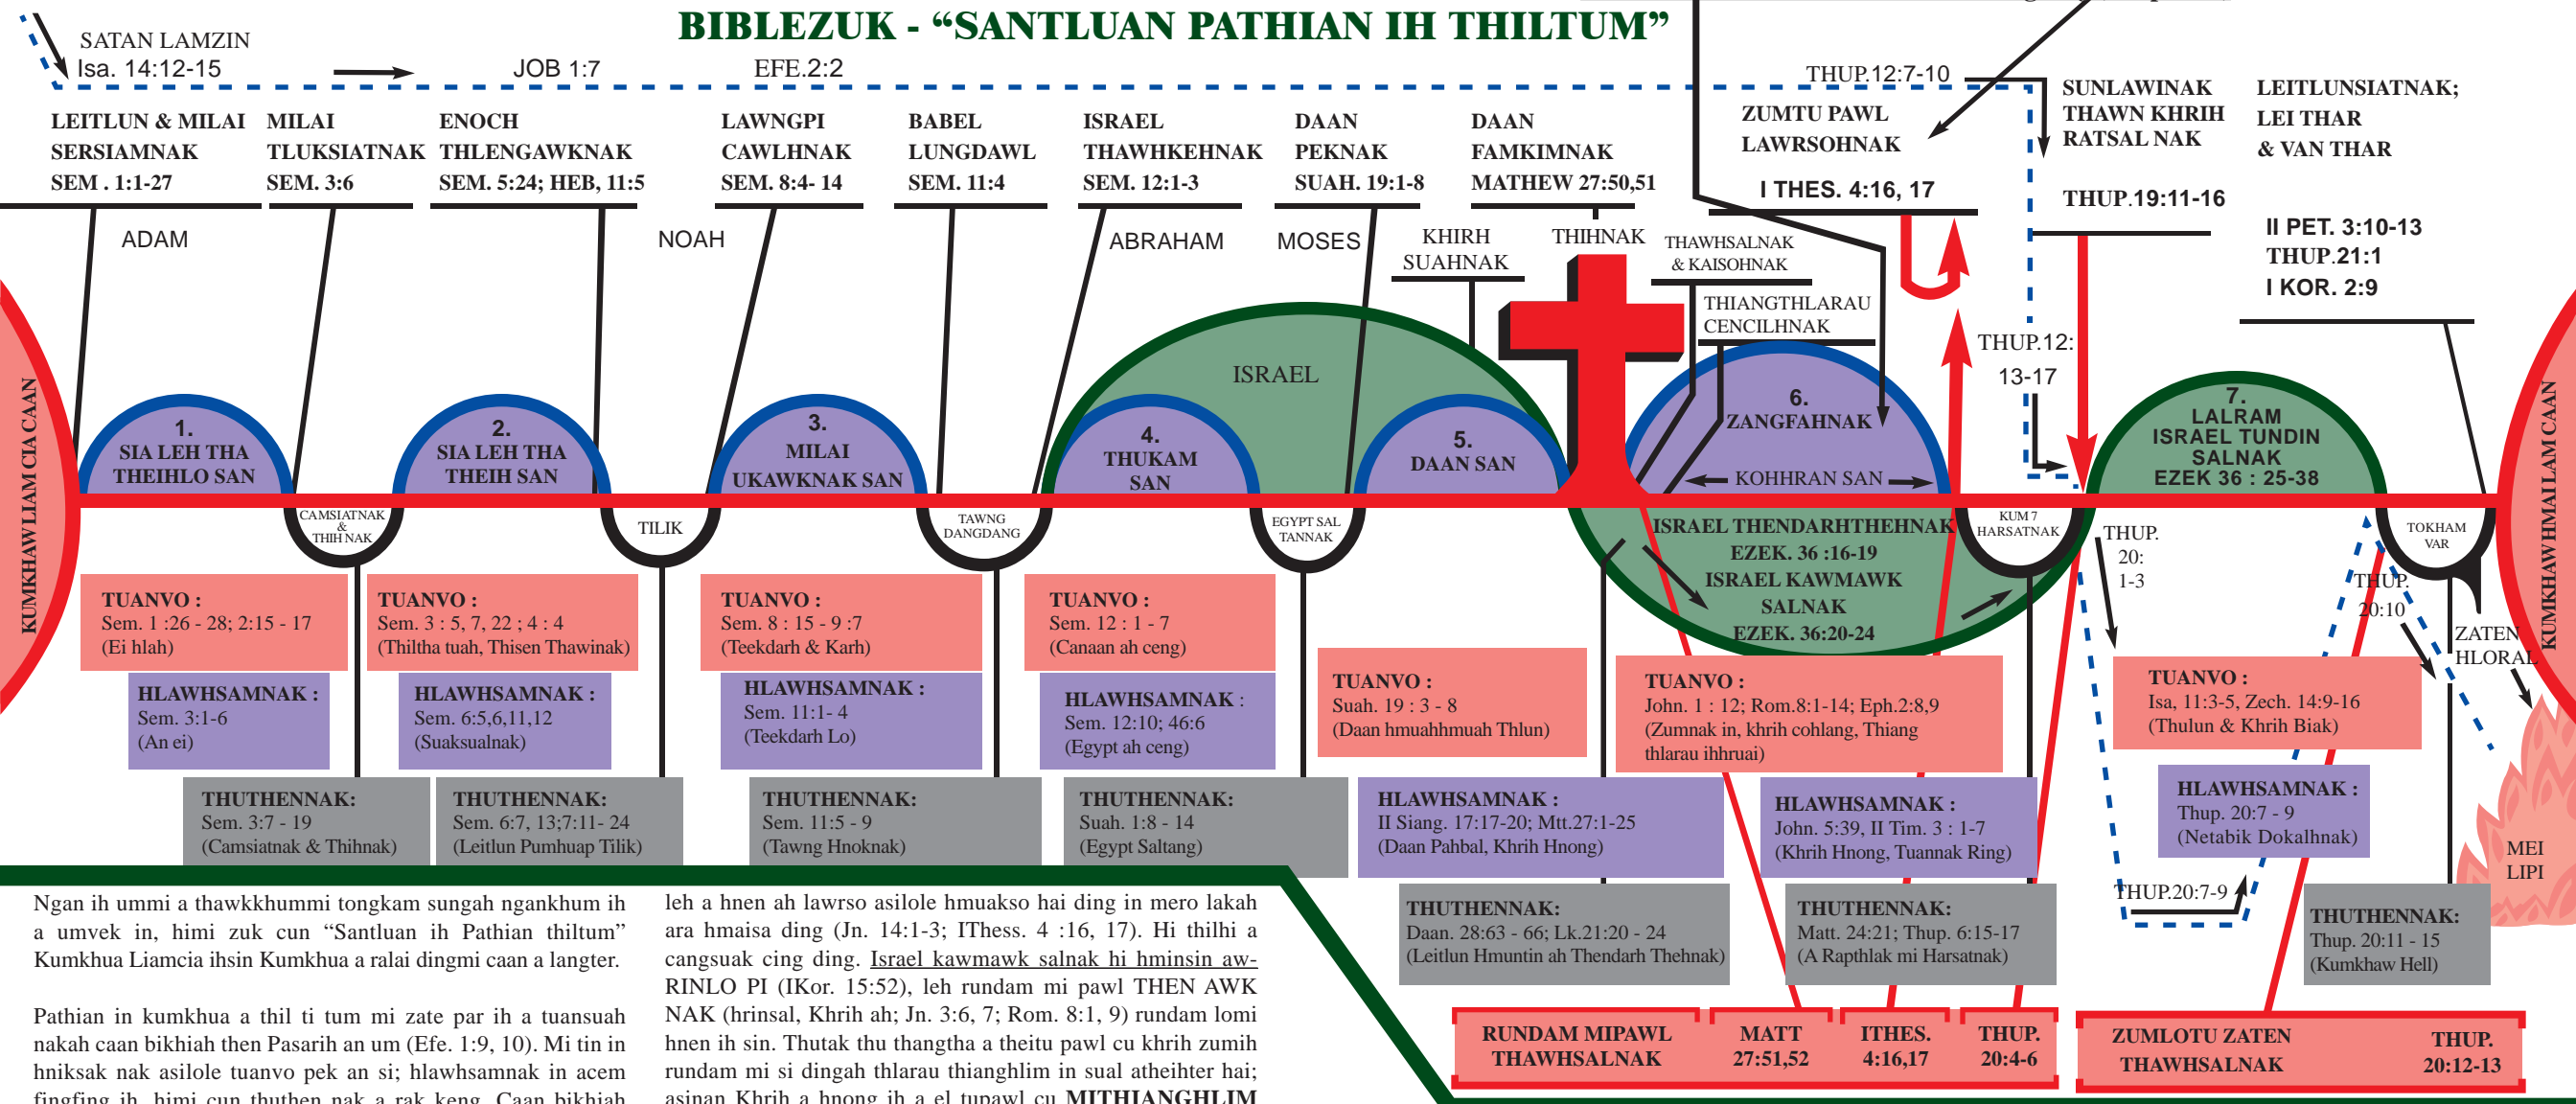 BIBLEZUK - “SANTLUAN PATHIAN IH THILTUM”
SATAN LAMZIN
Isa. 14:12-15
JOB 1:7
EFE.2:2
THUP.12:7-10
LEITLUN & MILAI
SERSIAMNAK
SEM . 1:1-27
MILAI
TLUKSIATNAK
SEM. 3:6
ENOCH
THLENGAWKNAK
SEM. 5:24; HEB, 11:5
LAWNGPI
CAWLHNAK
SEM. 8:4- 14
BABEL
LUNGDAWL
SEM. 11:4
ISRAEL
THAWHKEHNAK
SEM. 12:1-3
DAAN
PEKNAK
SUAH. 19:1-8
DAAN
FAMKIMNAK
MATHEW 27:50,51
ZUMTU PAWL
LAWRSOHNAK
I THES. 4:16, 17
SUNLAWINAK
THAWN KHRIH
RATSAL NAK
THUP.19:11-16
LEITLUNSIATNAK;
LEI THAR
& VAN THAR
II PET. 3:10-13
THUP.21:1
I KOR. 2:9
ADAM
NOAH
ABRAHAM
MOSES
KHIRH
SUAHNAK
THIHNAK
THAWHSALNAK
& KAISOHNAK
THIANGTHLARAU
CENCILHNAK
THUP.12:
13-17
KUMKHAW LIAM CIA CAAN
1.
SIA LEH THA
THEIHLO SAN
2.
SIA LEH THA
THEIH SAN
3.
MILAI
UKAWKNAK SAN
ISRAEL
4.
THUKAM
SAN
5.
DAAN SAN
6.
ZANGFAHNAK
KOHHRAN SAN
7.
LALRAM
ISRAEL TUNDIN
SALNAK
EZEK 36 : 25-38
KUMKHAW HMAI LAM CAAN
CAMSIATNAK
&
THIH NAK
TILIK
TAWNG
DANGDANG
EGYPT SAL
TANNAK
ISRAEL THENDARHTHEHNAK
EZEK. 36 :16-19
ISRAEL KAWMAWK
SALNAK
EZEK. 36:20-24
KUM 7
HARSATNAK
THUP.
20:
1-3
TOKHAM
VAR
THUP.
20:10
ZATEN
HLORAL
TUANVO :
Sem. 1 :26 - 28; 2:15 - 17
(Ei hlah)
TUANVO :
Sem. 3 : 5, 7, 22 ; 4 : 4
(Thiltha tuah, Thisen Thawinak)
TUANVO :
Sem. 8 : 15 - 9 :7
(Teekdarh & Karh)
TUANVO :
Sem. 12 : 1 - 7
(Canaan ah ceng)
TUANVO :
Suah. 19 : 3 - 8
(Daan hmuahhmuah Thlun)
TUANVO :
John. 1 : 12; Rom.8:1-14; Eph.2:8,9
(Zumnak in, khrih cohlang, Thiang
thlarau ihhruai)
TUANVO :
Isa, 11:3-5, Zech. 14:9-16
(Thulun & Khrih Biak)
HLAWHSAMNAK :
Sem. 3:1-6
(An ei)
HLAWHSAMNAK :
Sem. 6:5,6,11,12
(Suaksualnak)
HLAWHSAMNAK :
Sem. 11:1- 4
(Teekdarh Lo)
HLAWHSAMNAK :
Sem. 12:10; 46:6
(Egypt ah ceng)
HLAWHSAMNAK :
II Siang. 17:17-20; Mtt.27:1-25
(Daan Pahbal, Khrih Hnong)
HLAWHSAMNAK :
John. 5:39, II Tim. 3 : 1-7
(Khrih Hnong, Tuannak Ring)
HLAWHSAMNAK :
Thup. 20:7 - 9
(Netabik Dokalhnak)
MEI
LIPI
THUP.20:7-9
THUTHENNAK:
Sem. 3:7 - 19
(Camsiatnak & Thihnak)
THUTHENNAK:
Sem. 6:7, 13;7:11- 24
(Leitlun Pumhuap Tilik)
THUTHENNAK:
Sem. 11:5 - 9
(Tawng Hnoknak)
THUTHENNAK:
Suah. 1:8 - 14
(Egypt Saltang)
THUTHENNAK:
Daan. 28:63 - 66; Lk.21:20 - 24
(Leitlun Hmuntin ah Thendarh Thehnak)
THUTHENNAK:
Matt. 24:21; Thup. 6:15-17
(A Rapthlak mi Harsatnak)
THUTHENNAK:
Thup. 20:11 - 15
(Kumkhaw Hell)
RUNDAM MIPAWL
THAWHSALNAK
MATT
27:51,52
ITHES.
4:16,17
THUP.
20:4-6
ZUMLOTU ZATEN
THAWHSALNAK
THUP.
20:12-13
Ngan ih ummi a thawkkhummi tongkam sungah ngankhum ih
a umvek in, himi zuk cun “Santluan ih Pathian thiltum”
Kumkhua Liamcia ihsin Kumkhua a ralai dingmi caan a langter.
Pathian in kumkhua a thil ti tum mi zate par ih a tuansuah
nakah caan bikhiah then Pasarih an um (Efe. 1:9, 10). Mi tin in
hniksak nak asilole tuanvo pek an si; hlawhsamnak in acem
fingfing ih, himi cun thuthen nak a rak keng. Caan bikhiah
leh a hnen ah lawrso asilole hmuakso hai ding in mero lakah
ara hmaisa ding (Jn. 14:1-3; IThess. 4 :16, 17). Hi thilhi a
cangsuak cing ding. Israel kawmawk salnak hi hminsin aw-
RINLO PI (IKor. 15:52), leh rundam mi pawl THEN AWK
NAK (hrinsal, Khrih ah; Jn. 3:6, 7; Rom. 8:1, 9) rundam lomi
hnen ih sin. Thutak thu thangtha a theitu pawl cu khrih zumih
rundam mi si dingah thlarau thianghlim in sual atheihter hai;
asinan Khrih a hnong ih a el tupawl cu MITHIANGHLIM